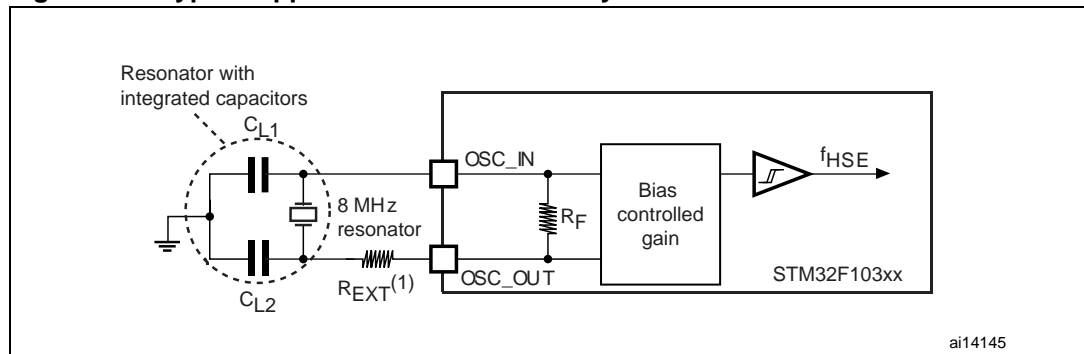 Resonator with
integrated capacitors
CL1
OSC_IN
fHSE
8 MHz
resonator
RF
Bias
controlled
gain
STM32F103xx
REXT(1)
OSC_OUT
CL2
ai14145